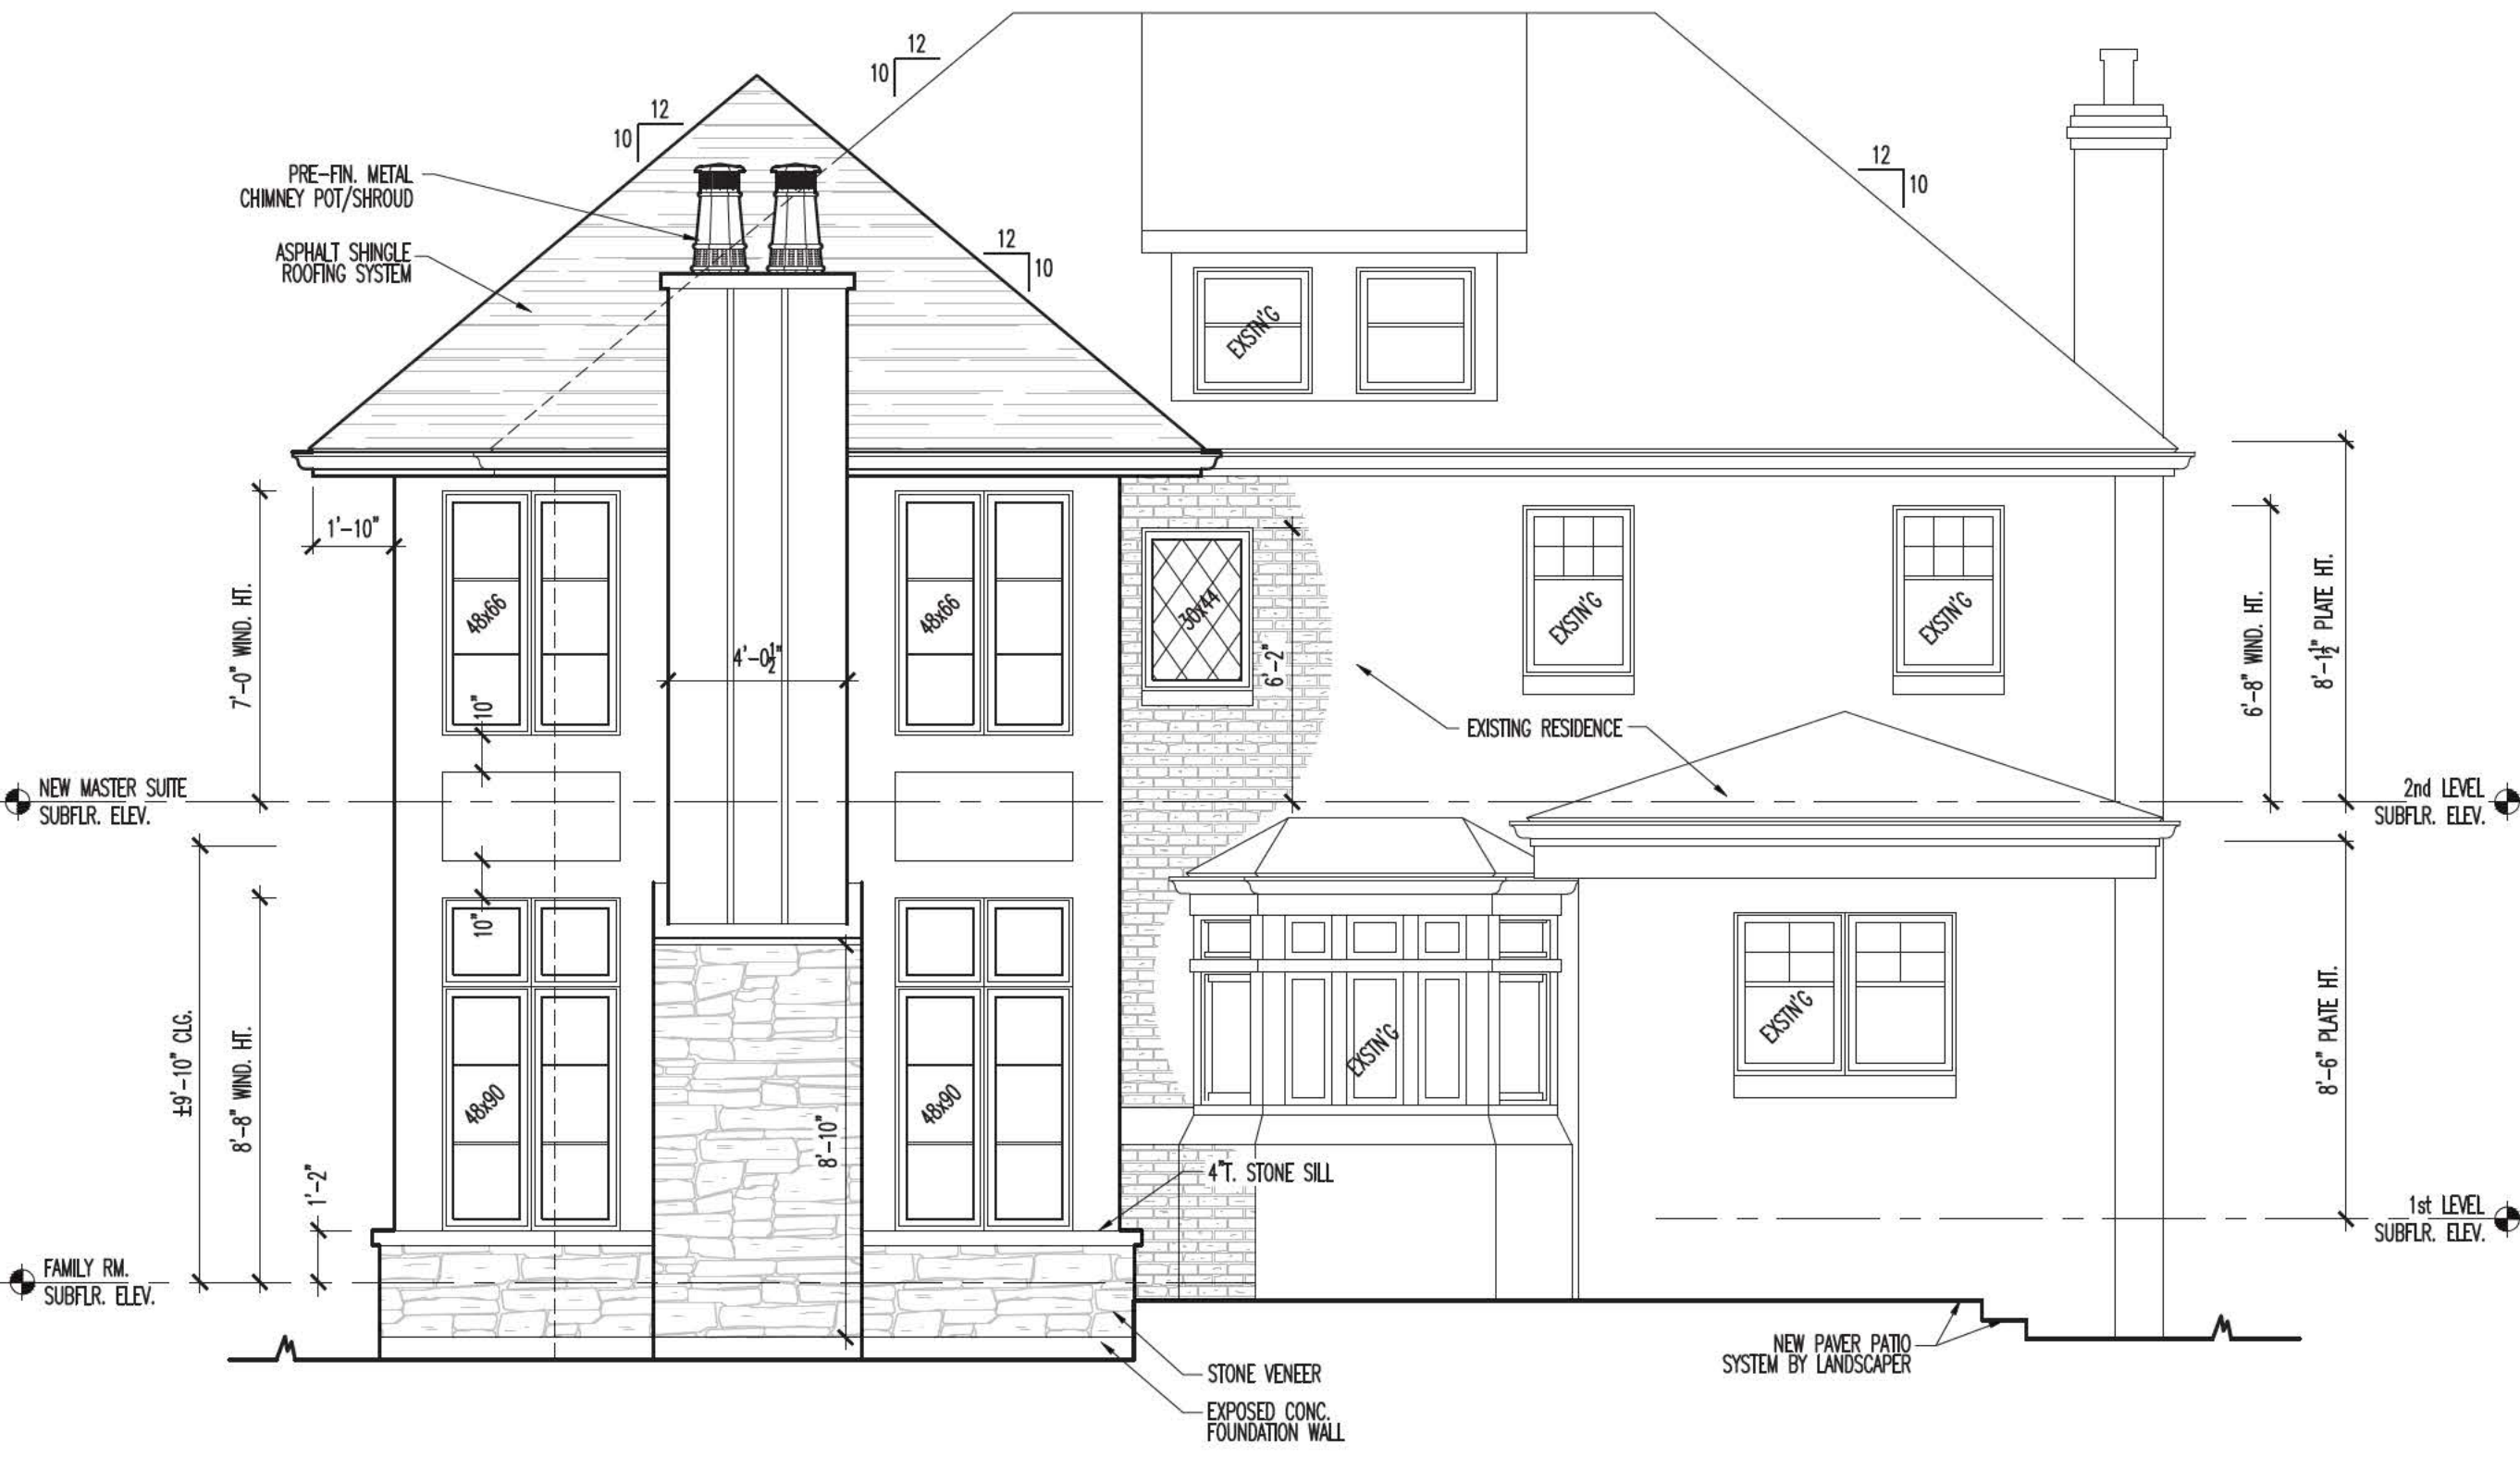 12
10
12
10
12
10
12
10
PRE-FIN. METAL
CHIMNEY POT/SHROUD
ASPHALT SHINGLE
ROOFING SYSTEM
EXSTN'G
1'-10"
7'-0" WIND. HT.
48x66
48x66
30x44
EXSTN'G
EXSTN'G
4'-0½"
6'-2"
6'-8" WIND. HT.
8'-1½" PLATE HT.
10"
EXISTING RESIDENCE
NEW MASTER SUITE
SUBFLR. ELEV.
2nd LEVEL
SUBFLR. ELEV.
10"
±9'-10" CLG.
8'-8" WIND. HT.
48x90
48x90
8'-10"
EXSTN'G
EXSTN'G
8'-6" PLATE HT.
1'-2"
4"T. STONE SILL
1st LEVEL
SUBFLR. ELEV.
FAMILY RM.
SUBFLR. ELEV.
NEW PAVER PATIO
SYSTEM BY LANDSCAPER
STONE VENEER
EXPOSED CONC.
FOUNDATION WALL